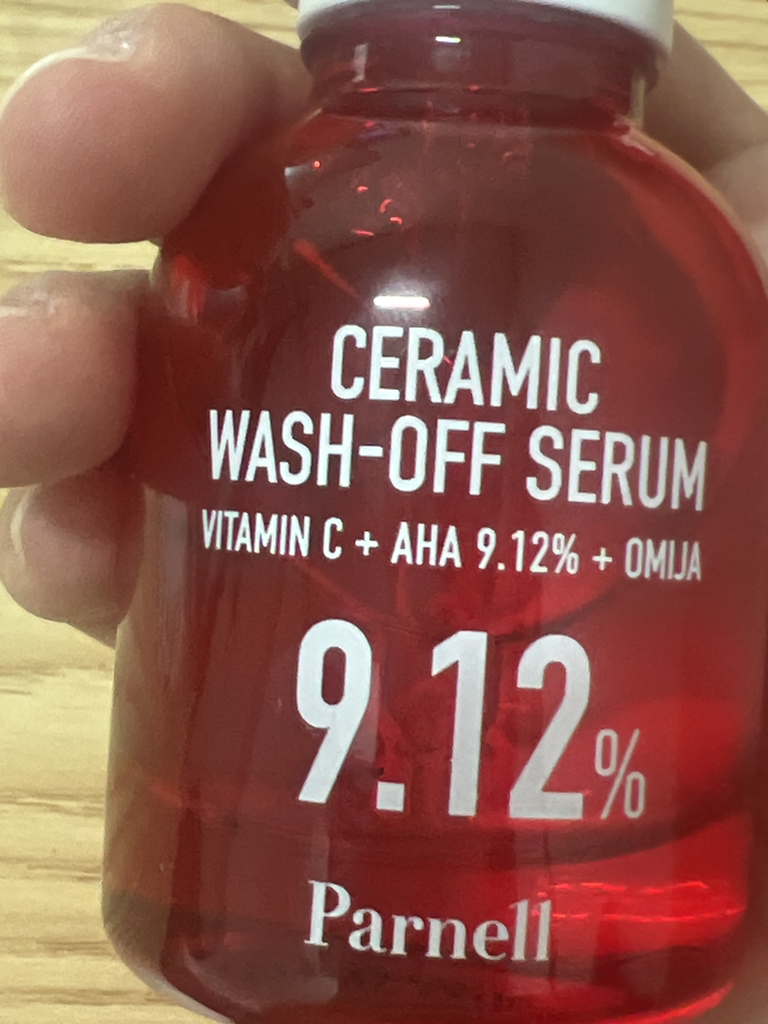 CERAMIC
WASH-OFF SERUM
VITAMIN C + AHA 9.12% + OMIJA
9.12%
Parnell